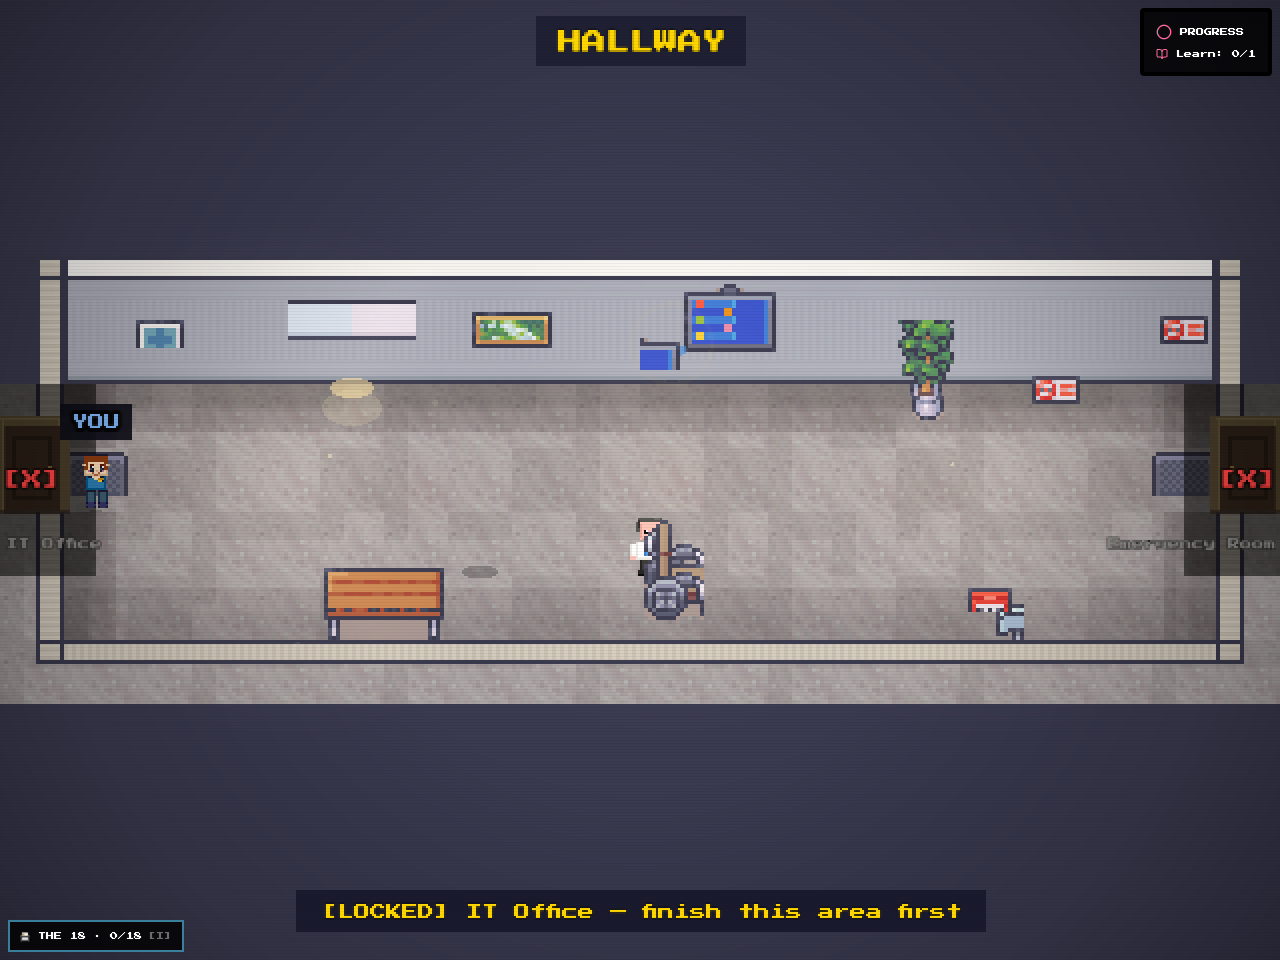 HALLWAY
PROGRESS
Learn: 0/1
YOU
[X]
[X]
IT Office
Emergency Room
[LOCKED] IT Office — finish this area first
THE 18 · 0/18 [I]